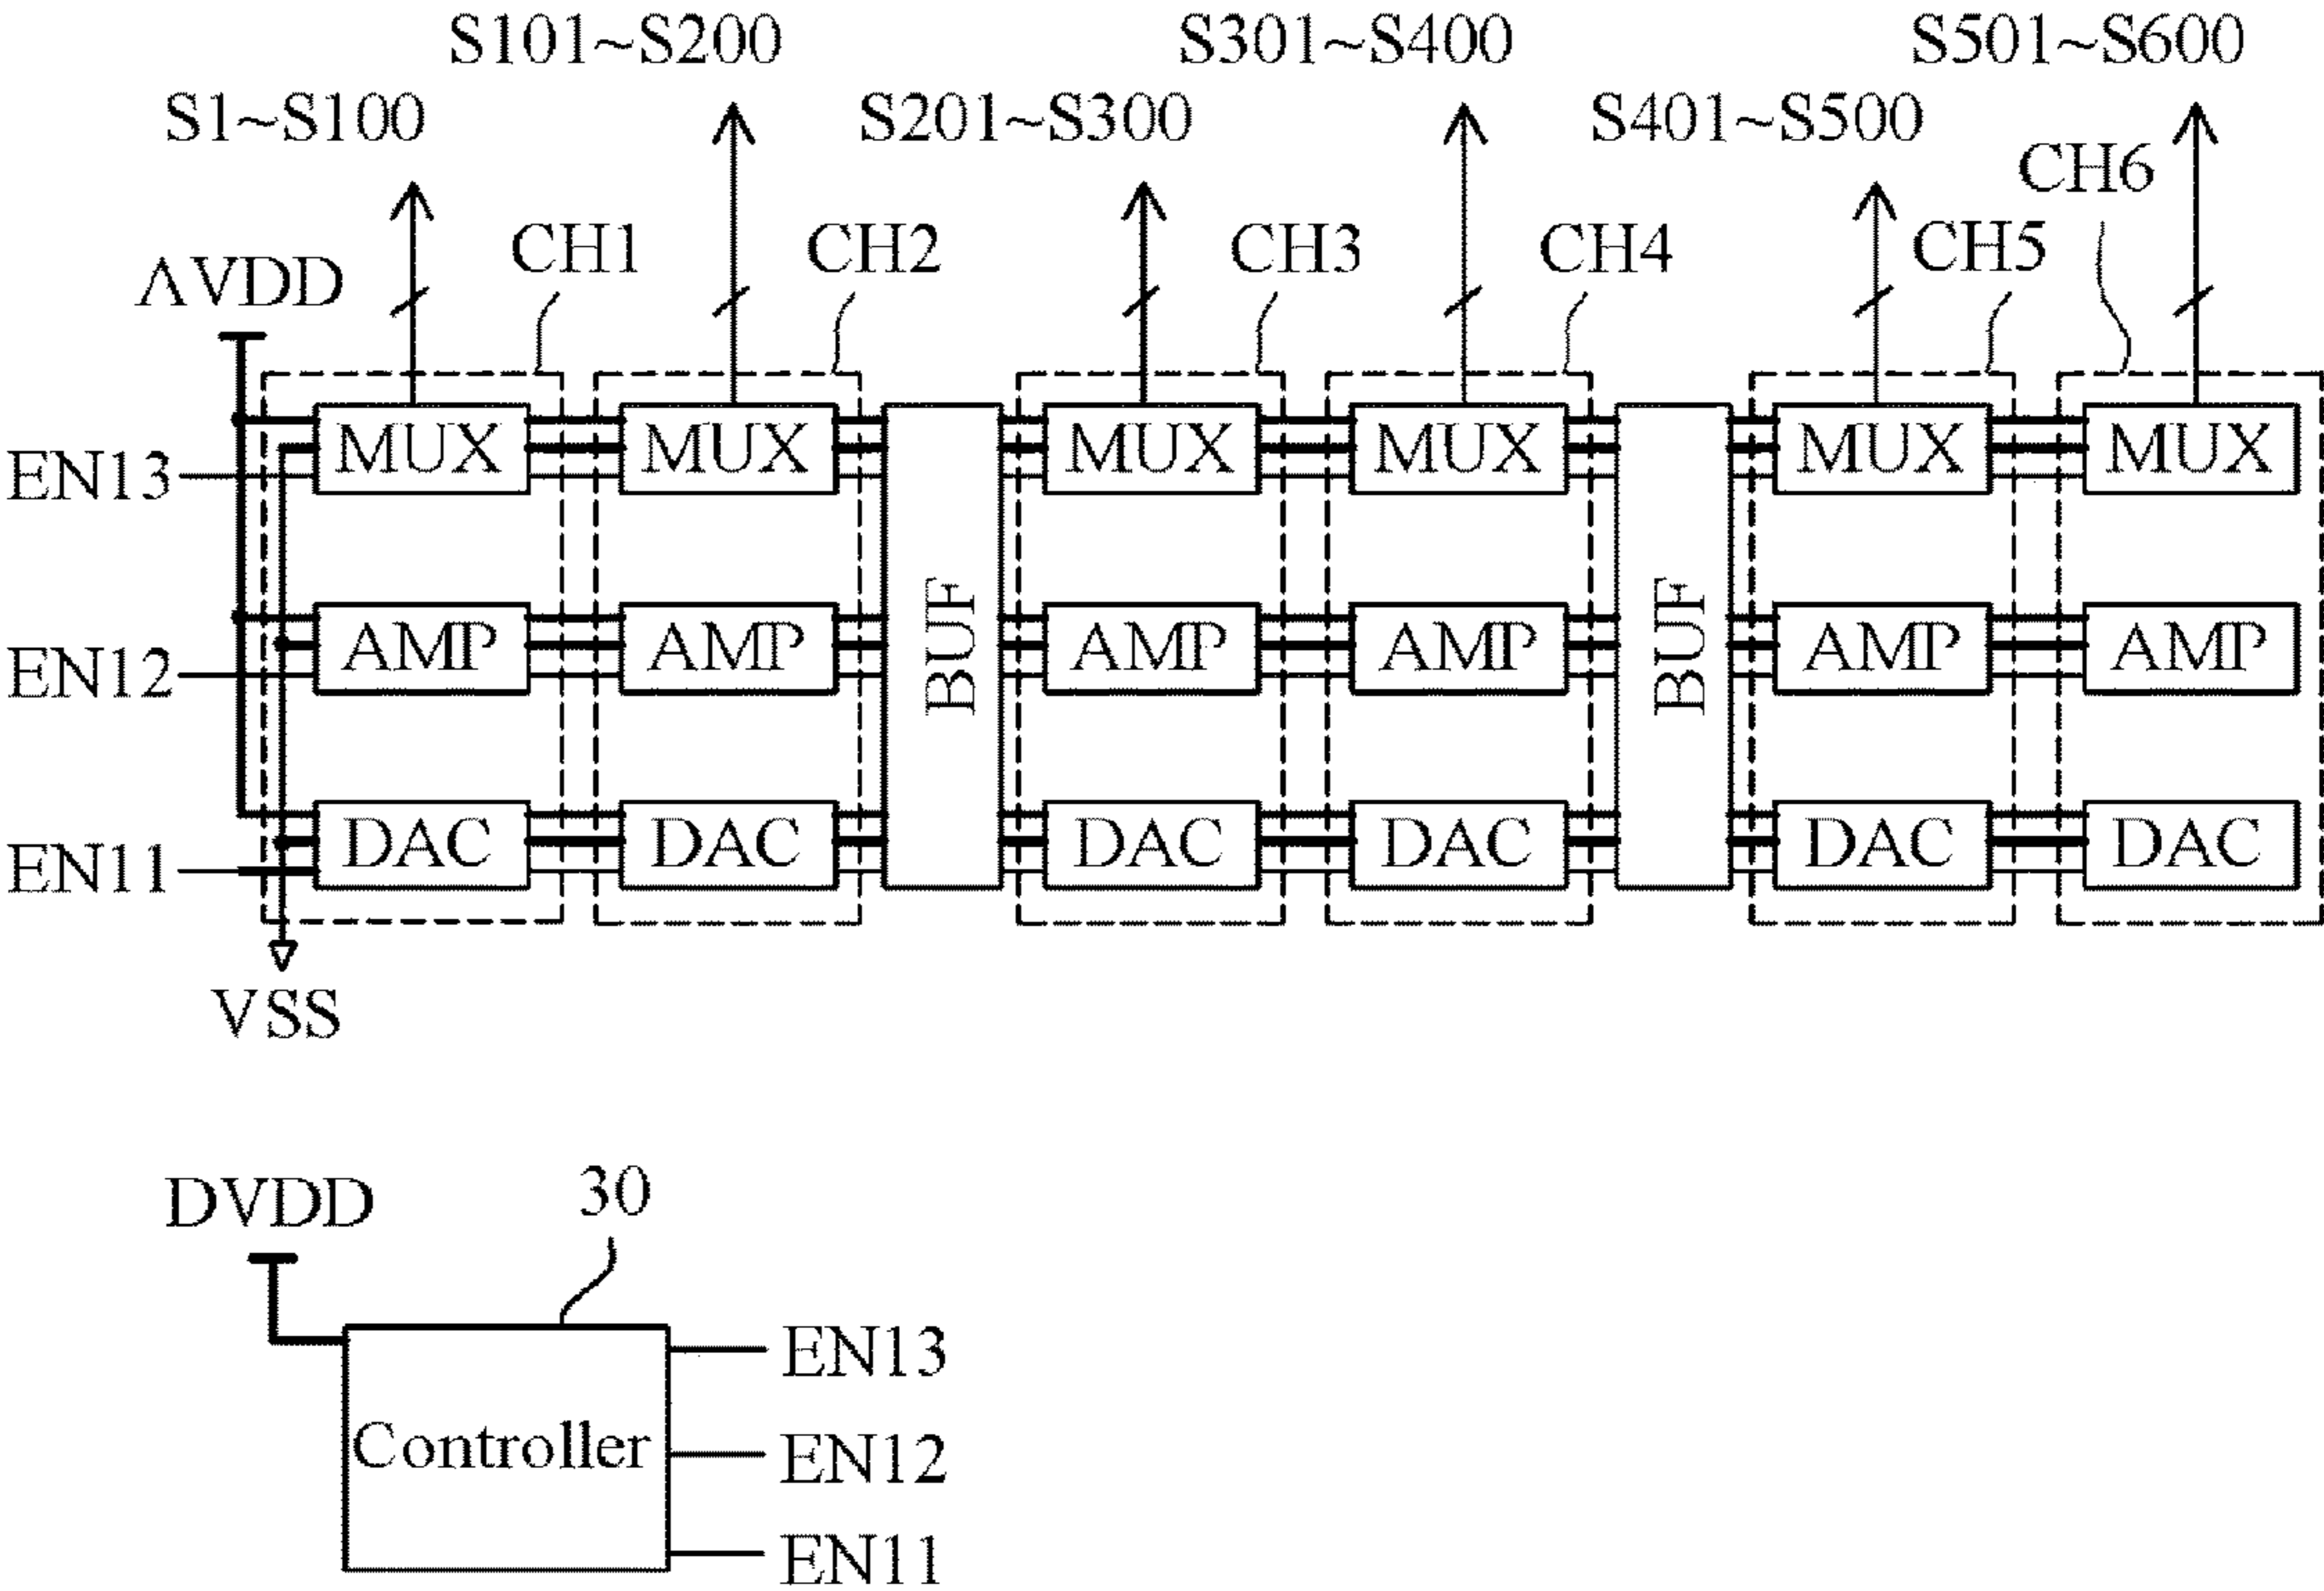 S101~S200 S301~S400 S501~S600
S1~S100 S201~S300 S401~S500
CH6
CH1 CH2 CH3 CH4 CH5
AVDD
MUX MUX MUX MUX MUX MUX
EN13
BUF BUF
AMP AMP AMP AMP AMP AMP
EN12
DAC DAC DAC DAC DAC DAC
EN11
VSS
DVDD 30
EN13
Controller EN12
EN11